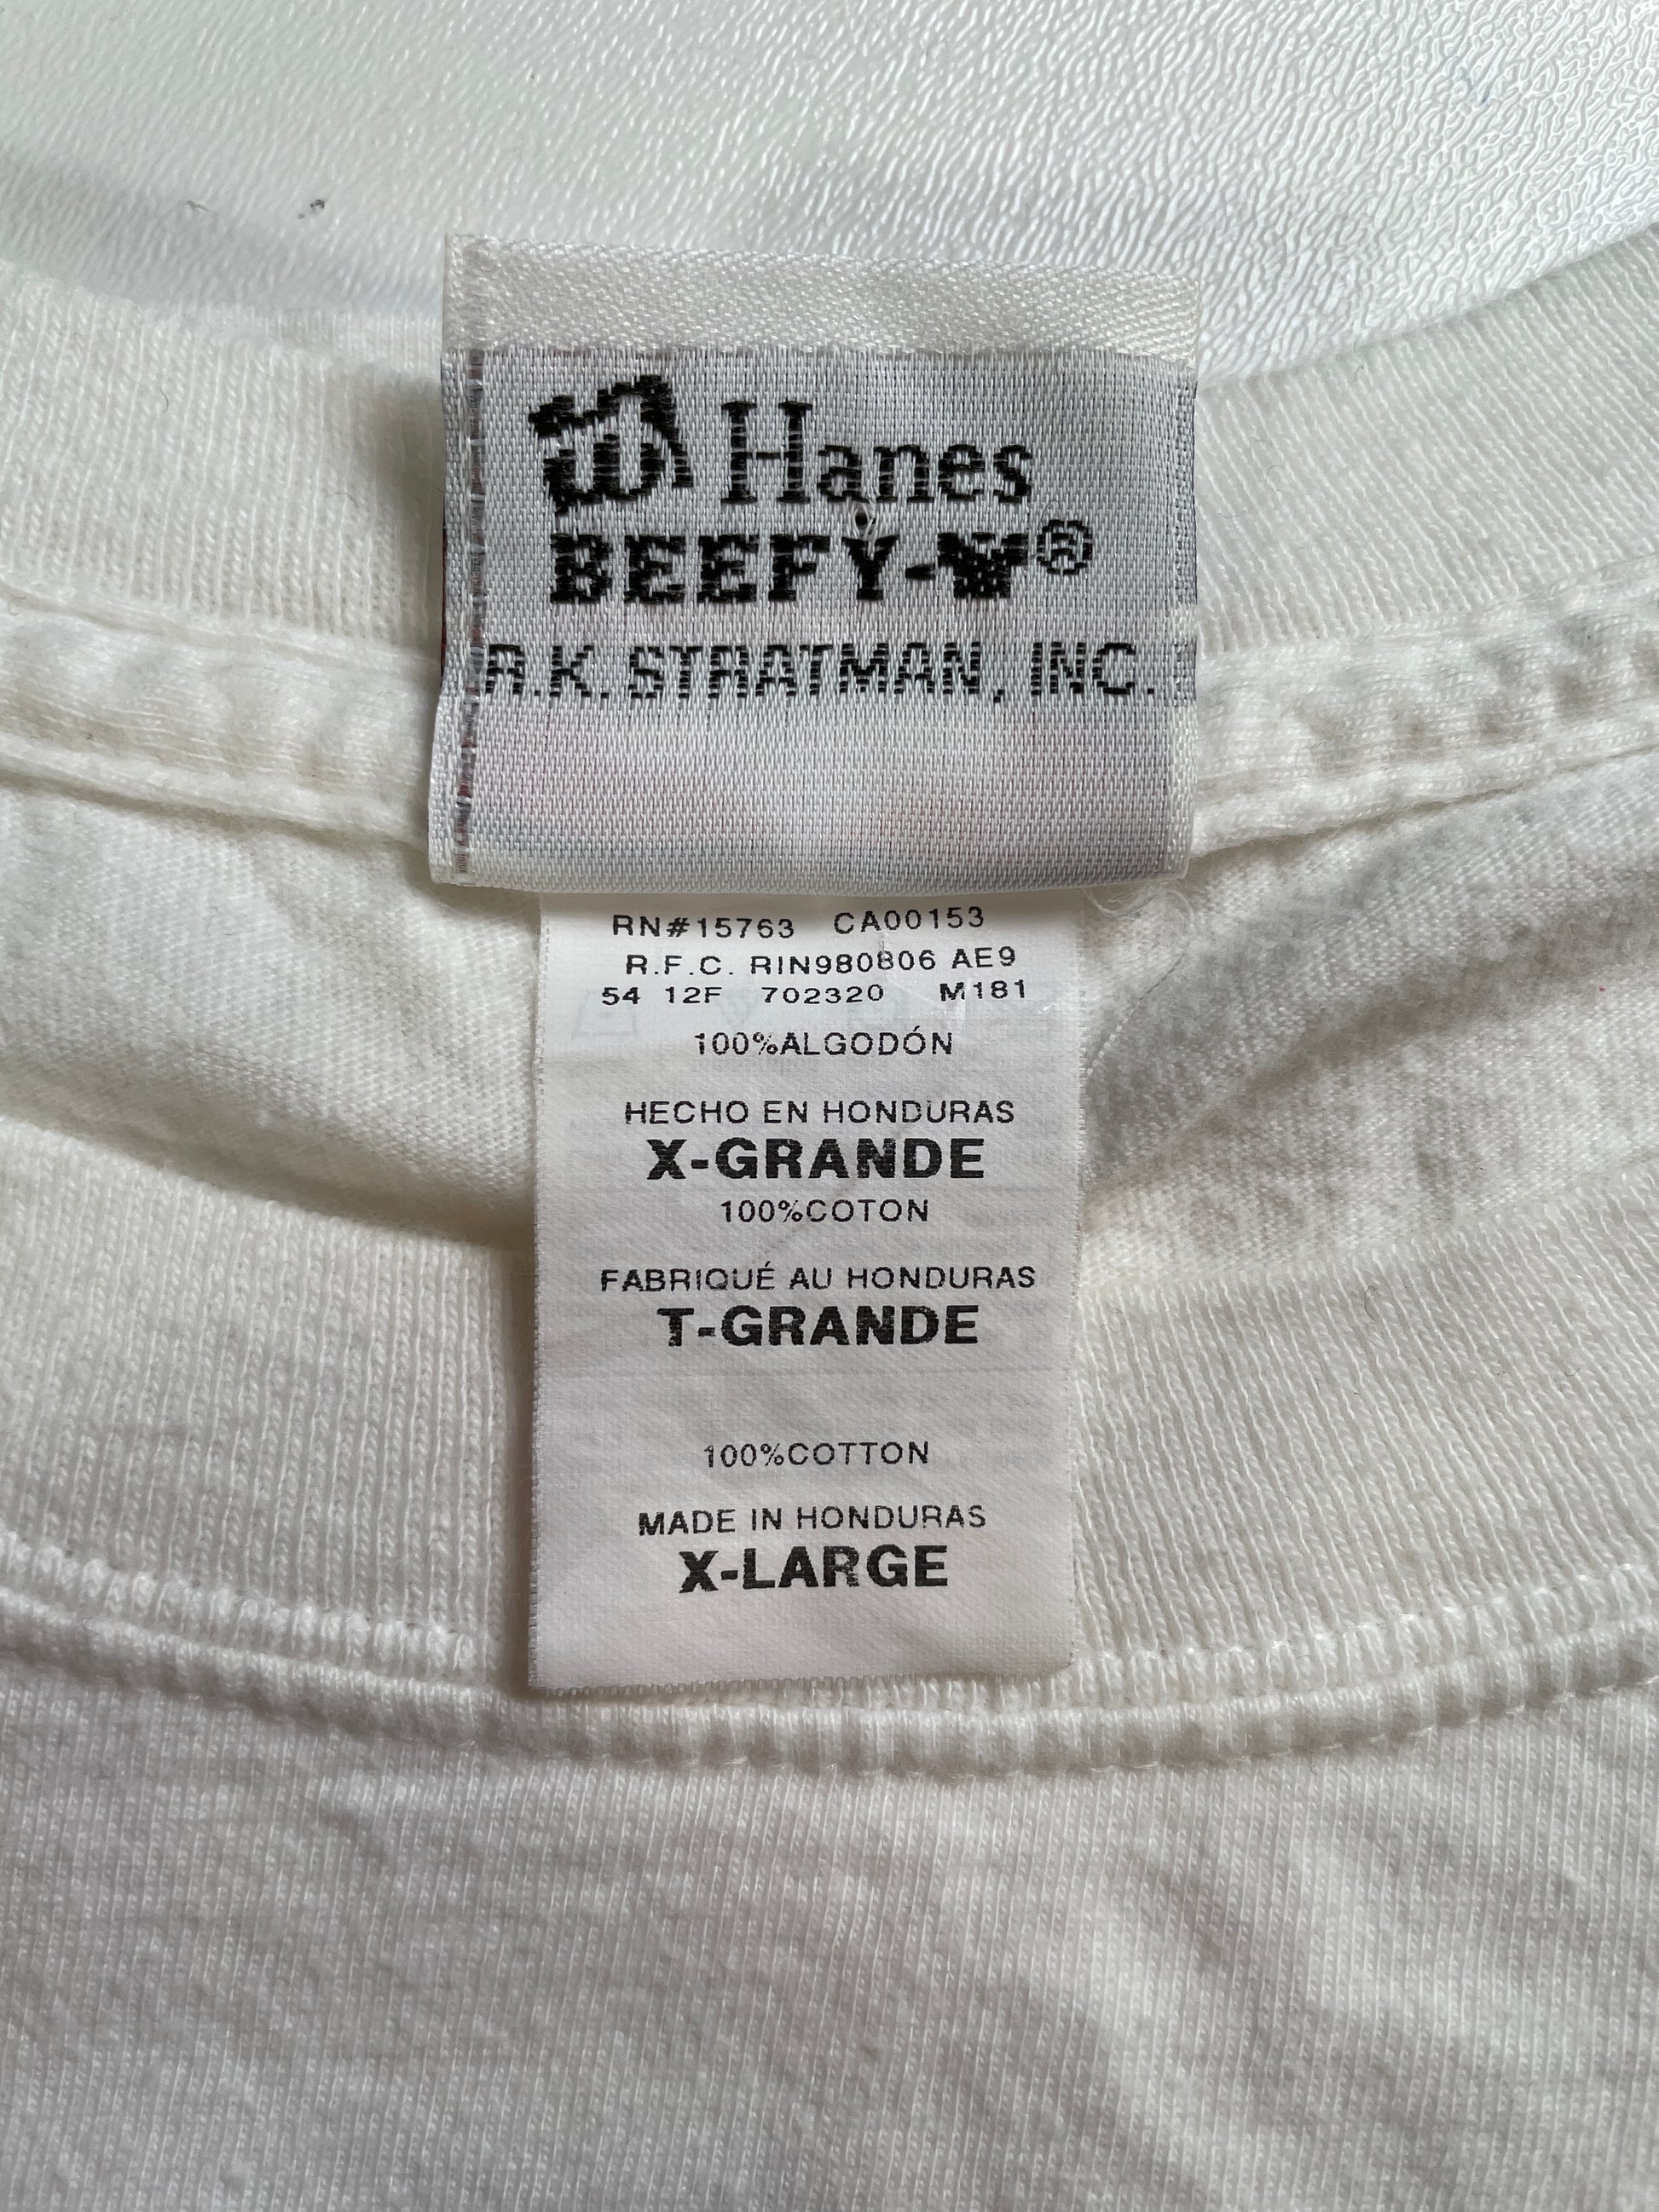 Hanes
BEEFY-T®
R.K. STRATMAN, INC.
RN#15763 CA00153
R.F.C. RIN980806 AE9
54 12F 702320 M181
100%ALGODÓN
HECHO EN HONDURAS
X-GRANDE
100%COTON
FABRIQUÉ AU HONDURAS
T-GRANDE
100%COTTON
MADE IN HONDURAS
X-LARGE